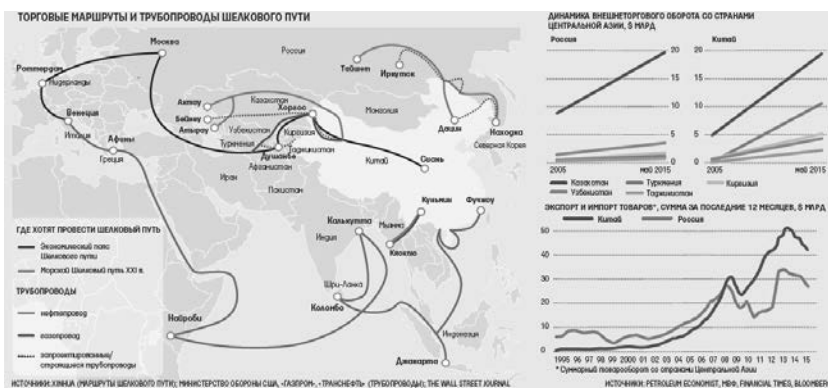 ТОРГОВЫЕ МАРШРУТЫ И ТРУБОПРОВОДЫ ШЕЛКОВОГО ПУТИ
Москва
Россия
Роттердам
Нидерланды
Тайшет
Иркутск
Венеция
Италия
Афины
Греция
Актау
Бейнеу
Атырау
Казахстан
Хоргос
Монголия
Узбекистан
Киргизия
Туркмения
Таджикистан
Душанбе
Афганистан
Иран
Пакистан
Китай
Сиань
Далян
Находка
Северная Корея
Куньмин
Фучжоу
Калькутта
Мьянма
Индия
Шри-Ланка
Коломбо
Найроби
Индонезия
Джакарта
ГДЕ ХОТЯТ ПРОВЕСТИ ШЕЛКОВЫЙ ПУТЬ
Экономический пояс
Шелкового пути
Морской Шелковый путь XXI в.
ТРУБОПРОВОДЫ
нефтепровод
газопровод
запроектированные/
строящиеся трубопроводы
ИСТОЧНИКИ: XINHUA (МАРШРУТЫ ШЕЛКОВОГО ПУТИ); МИНИСТЕРСТВО ОБОРОНЫ США, «ГАЗПРОМ», «ТРАНСНЕФТЬ» (ТРУБОПРОВОДЫ); THE WALL STREET JOURNAL
ДИНАМИКА ВНЕШНЕТОРГОВОГО ОБОРОТА СО СТРАНАМИ
ЦЕНТРАЛЬНОЙ АЗИИ, $ МЛРД
Россия
20
15
10
5
0
2005
май 2015
Китай
20
15
10
5
0
2005
май 2015
Казахстан
Туркмения
Киргизия
Узбекистан
Таджикистан
ЭКСПОРТ И ИМПОРТ ТОВАРОВ*, СУММА ЗА ПОСЛЕДНИЕ 12 МЕСЯЦЕВ, $ МЛРД
Китай
Россия
50
40
30
20
10
0
1995 96 97 98 99 2000 01 02 03 04 05 06 07 08 09 10 11 12 13 14 15
* Суммарный товарооборот со странами Центральной Азии
ИСТОЧНИКИ: PETROLEUM ECONOMIST, МВФ, FINANCIAL TIMES, BLOOMBERG